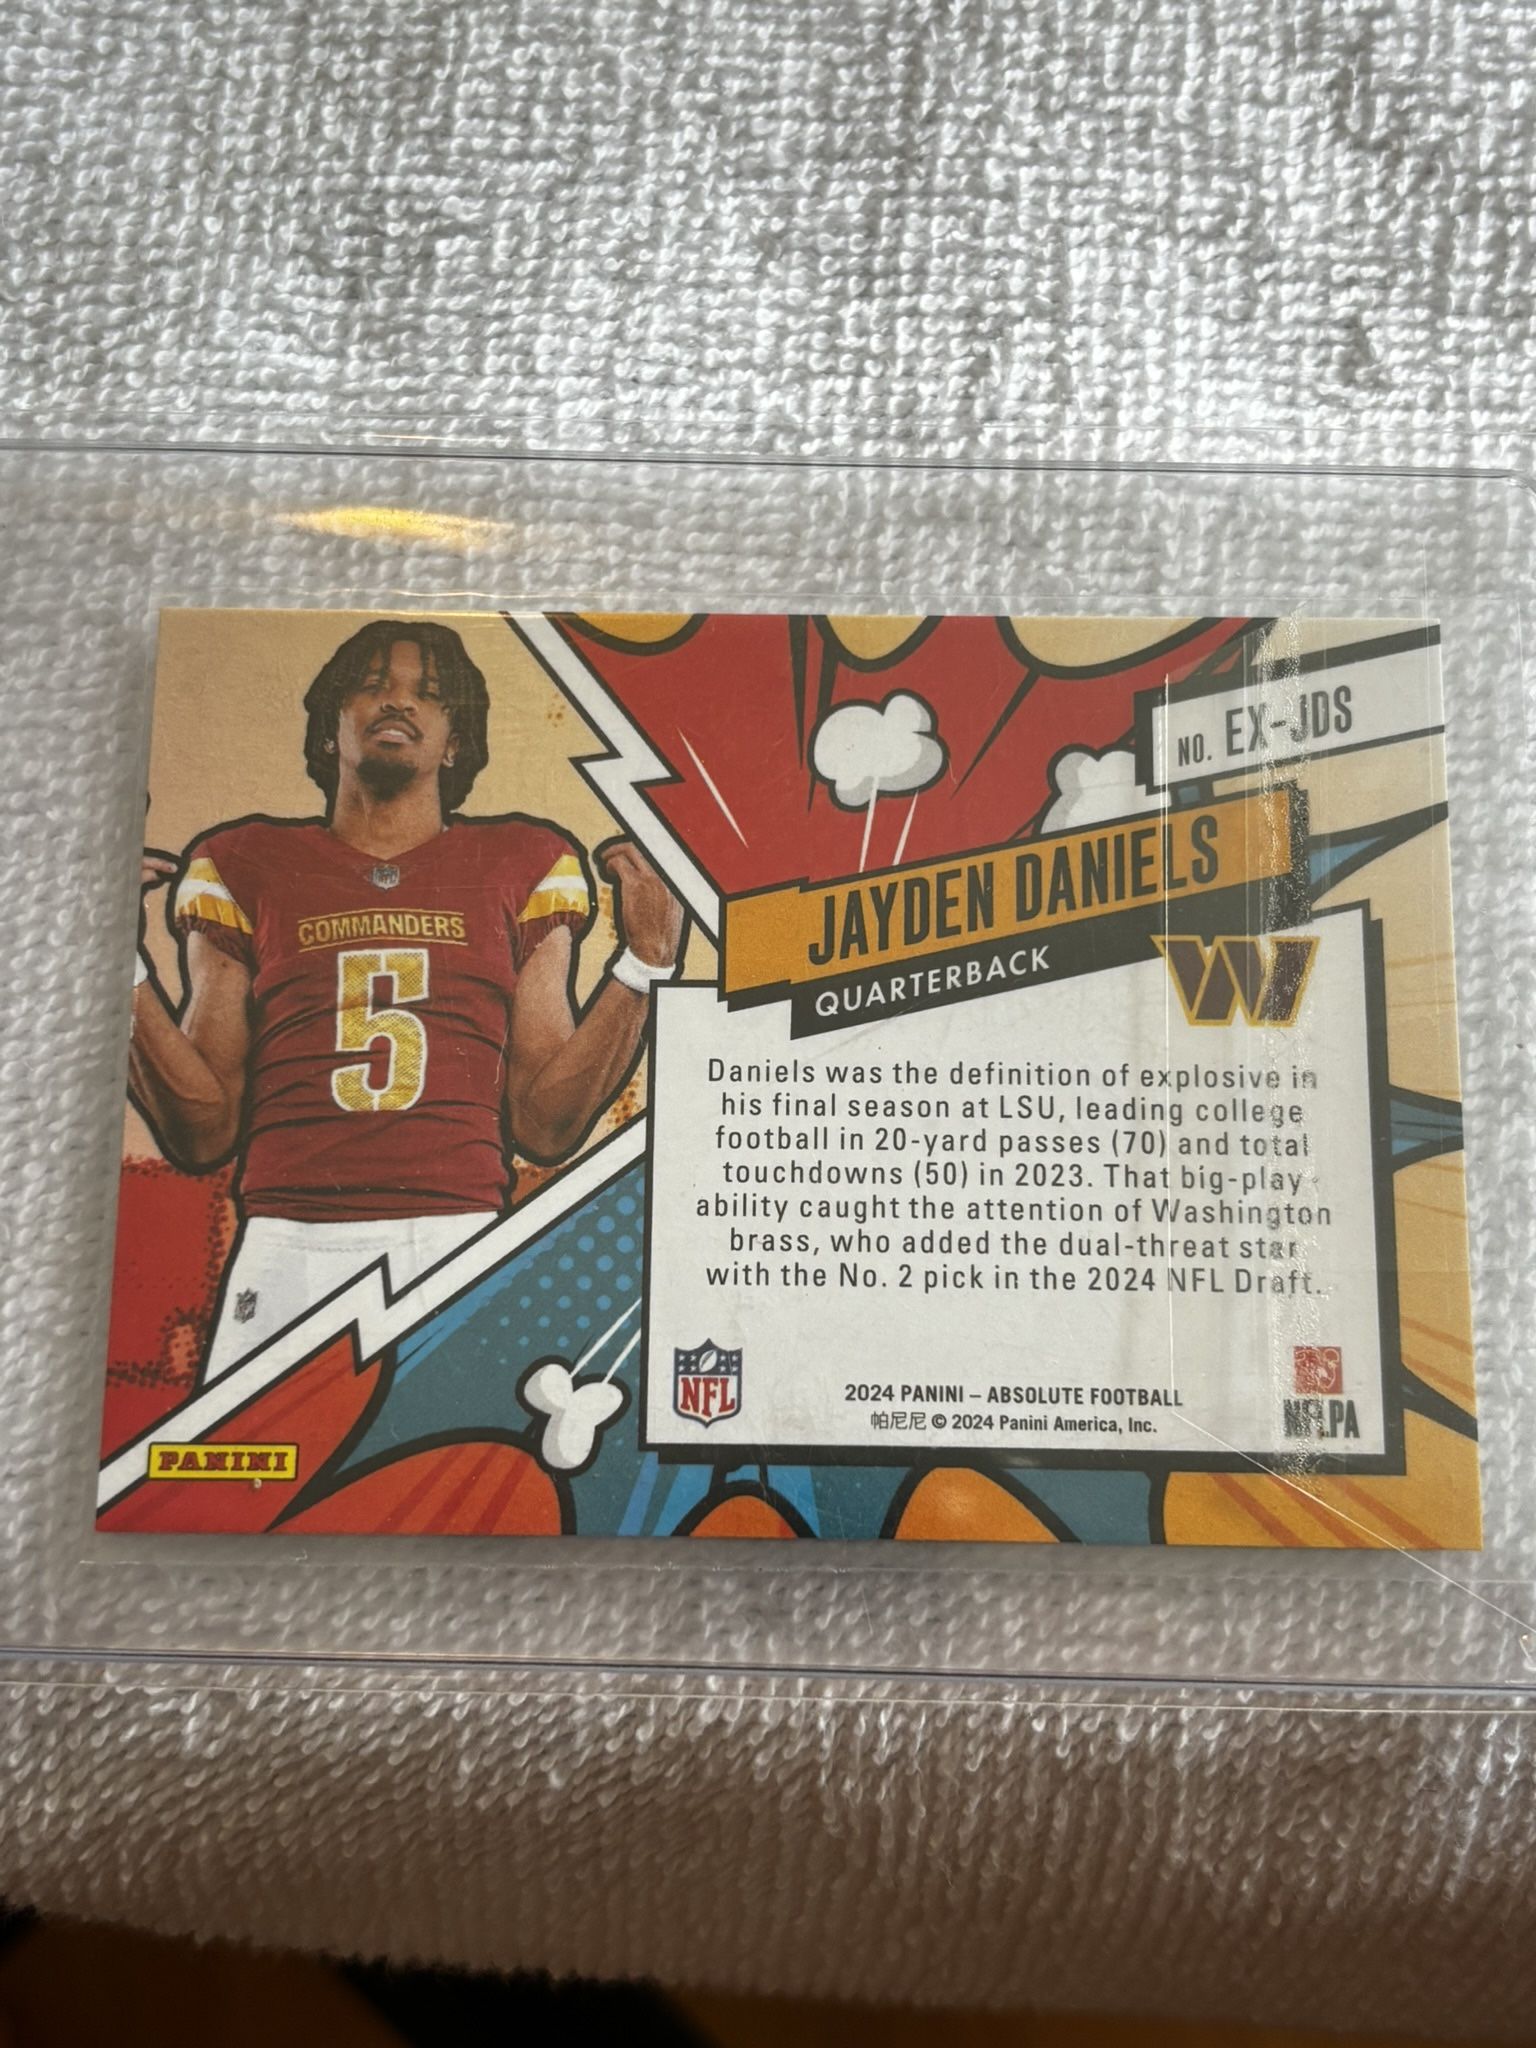 NO. EX-JDS
JAYDEN DANIELS
QUARTERBACK
W
COMMANDERS
5
Daniels was the definition of explosive in
his final season at LSU, leading college
football in 20-yard passes (70) and total
touchdowns (50) in 2023. That big-play
ability caught the attention of Washington
brass, who added the dual-threat star
with the No. 2 pick in the 2024 NFL Draft.
NFL
2024 PANINI – ABSOLUTE FOOTBALL
帕尼尼 © 2024 Panini America, Inc.
NFLPA
PANINI